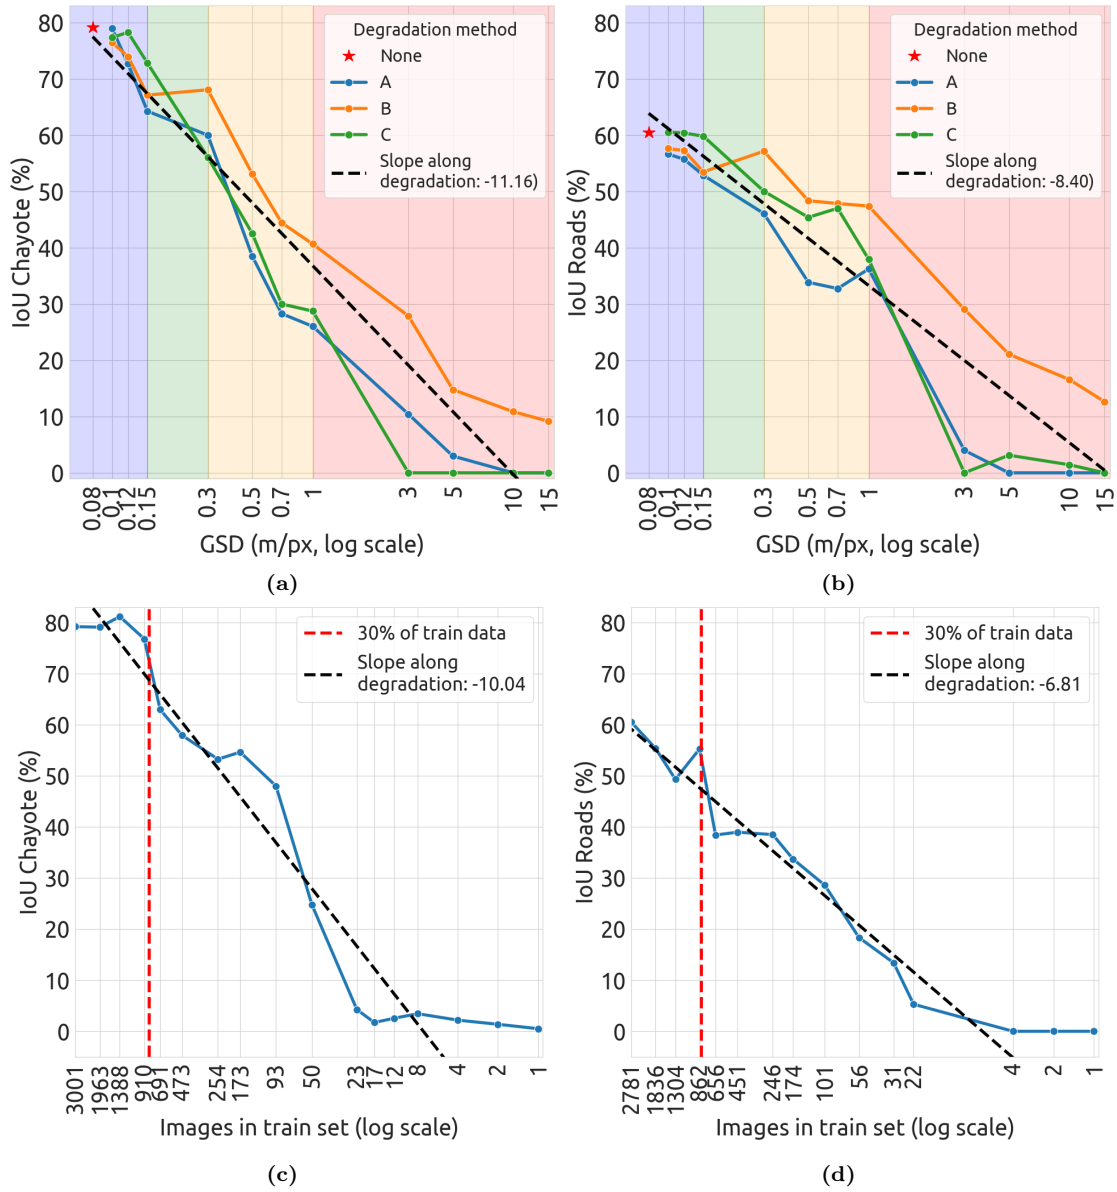 80
70
60
50
40
30
20
10
0
IoU Chayote (%)
Degradation method
None
A
B
C
Slope along
degradation: -11.16)
0.08
0.1
0.12
0.15
0.3
0.5
0.7
1
3
5
10
15
GSD (m/px, log scale)
(a)
80
70
60
50
40
30
20
10
0
IoU Roads (%)
Degradation method
None
A
B
C
Slope along
degradation: -8.40)
0.08
0.1
0.12
0.15
0.3
0.5
0.7
1
3
5
10
15
GSD (m/px, log scale)
(b)
80
70
60
50
40
30
20
10
0
IoU Chayote (%)
30% of train data
Slope along
degradation: -10.04
3001
1963
1388
910
691
473
254
173
93
50
23
17
12
8
4
2
1
Images in train set (log scale)
(c)
80
70
60
50
40
30
20
10
0
IoU Roads (%)
30% of train data
Slope along
degradation: -6.81
2781
1836
1304
862
656
451
246
174
101
56
31
22
4
2
1
Images in train set (log scale)
(d)